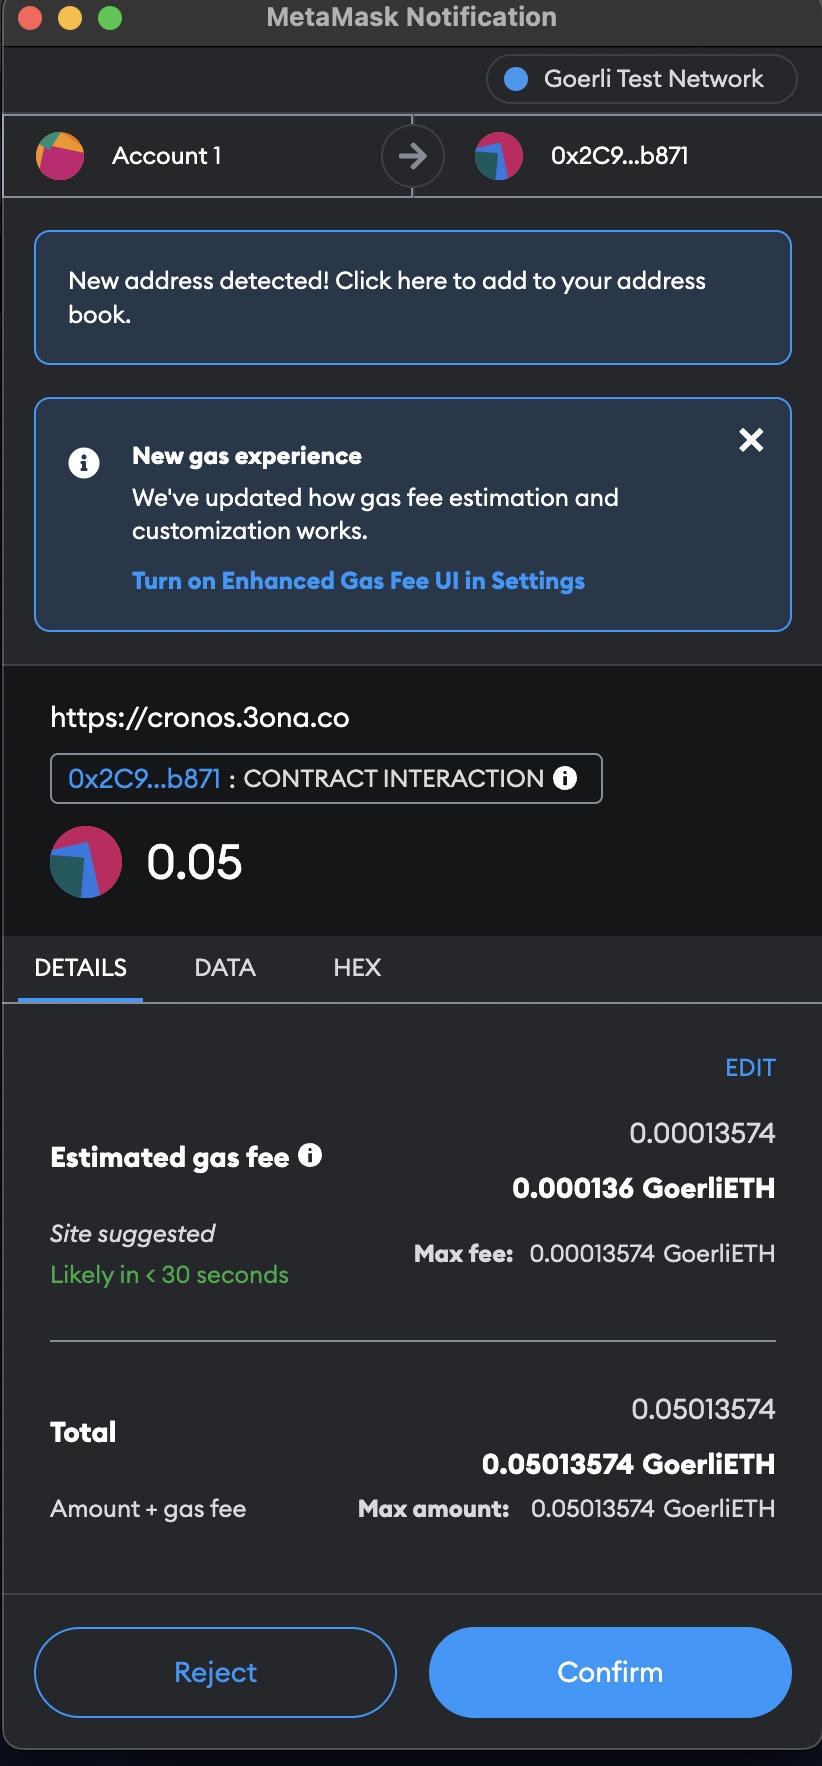 MetaMask Notification
Goerli Test Network
Account 1
0x2C9...b871
New address detected! Click here to add to your address
book.
New gas experience
We've updated how gas fee estimation and
customization works.
Turn on Enhanced Gas Fee UI in Settings
https://cronos.3ona.co
0x2C9...b871 : CONTRACT INTERACTION
0.05
DETAILS DATA HEX
EDIT
0.00013574
Estimated gas fee
0.000136 GoerliETH
Site suggested
Max fee: 0.00013574 GoerliETH
Likely in < 30 seconds
0.05013574
Total
0.05013574 GoerliETH
Amount + gas fee Max amount: 0.05013574 GoerliETH
Reject Confirm